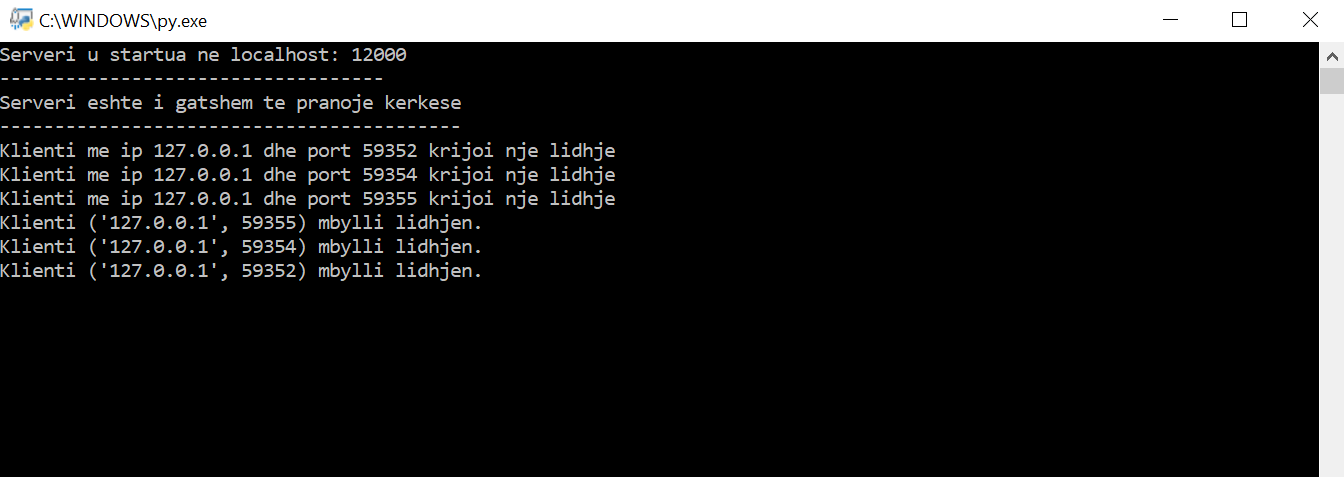 C:\WINDOWS\py.exe
Serveri u startua ne localhost: 12000
-----------------------------------
Serveri eshte i gatshem te pranoje kerkese
------------------------------------------
Klienti me ip 127.0.0.1 dhe port 59352 krijoi nje lidhje
Klienti me ip 127.0.0.1 dhe port 59354 krijoi nje lidhje
Klienti me ip 127.0.0.1 dhe port 59355 krijoi nje lidhje
Klienti ('127.0.0.1', 59355) mbylli lidhjen.
Klienti ('127.0.0.1', 59354) mbylli lidhjen.
Klienti ('127.0.0.1', 59352) mbylli lidhjen.